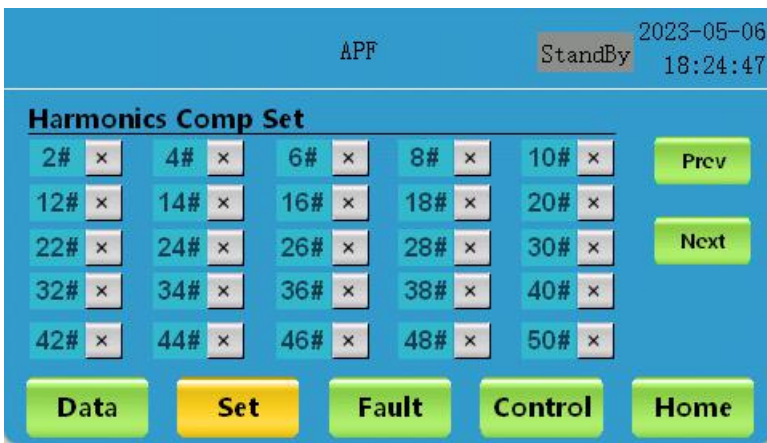 APF
StandBy
2023-05-06
18:24:47
Harmonics Comp Set
2# × 4# × 6# × 8# × 10# ×
Prev
12# × 14# × 16# × 18# × 20# ×
22# × 24# × 26# × 28# × 30# ×
Next
32# × 34# × 36# × 38# × 40# ×
42# × 44# × 46# × 48# × 50# ×
Data Set Fault Control Home